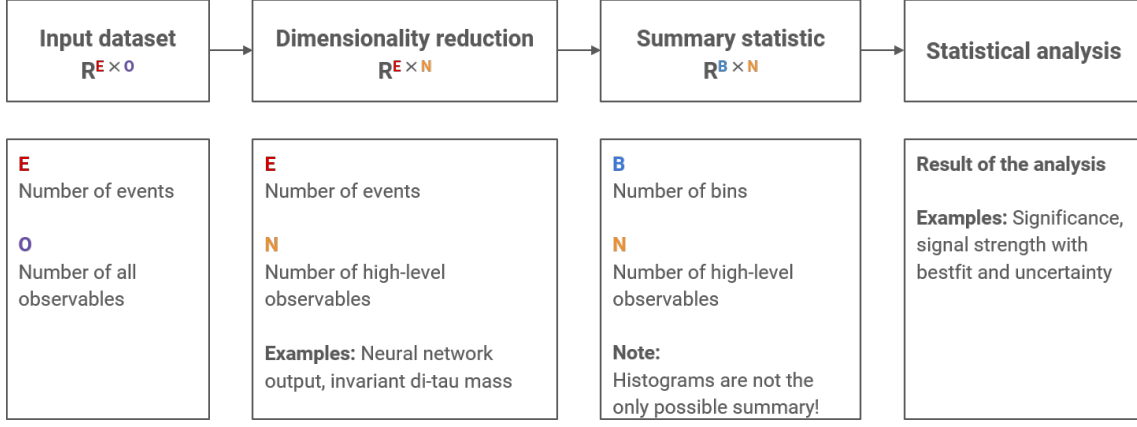 Input dataset
R^E × O
Dimensionality reduction
R^E × N
Summary statistic
R^B × N
Statistical analysis
E
Number of events
O
Number of all
observables
E
Number of events
N
Number of high-level
observables
Examples: Neural network
output, invariant di-tau mass
B
Number of bins
N
Number of high-level
observables
Note:
Histograms are not the
only possible summary!
Result of the analysis
Examples: Significance,
signal strength with
bestfit and uncertainty